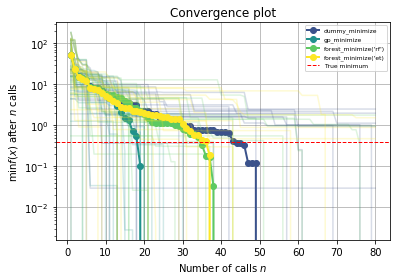 Convergence plot
dummy_minimize
gp_minimize
forest_minimize('rf')
forest_minimize('et')
True minimum
min f(x) after n calls
10²
10¹
10⁰
10⁻¹
10⁻²
0 10 20 30 40 50 60 70 80
Number of calls n